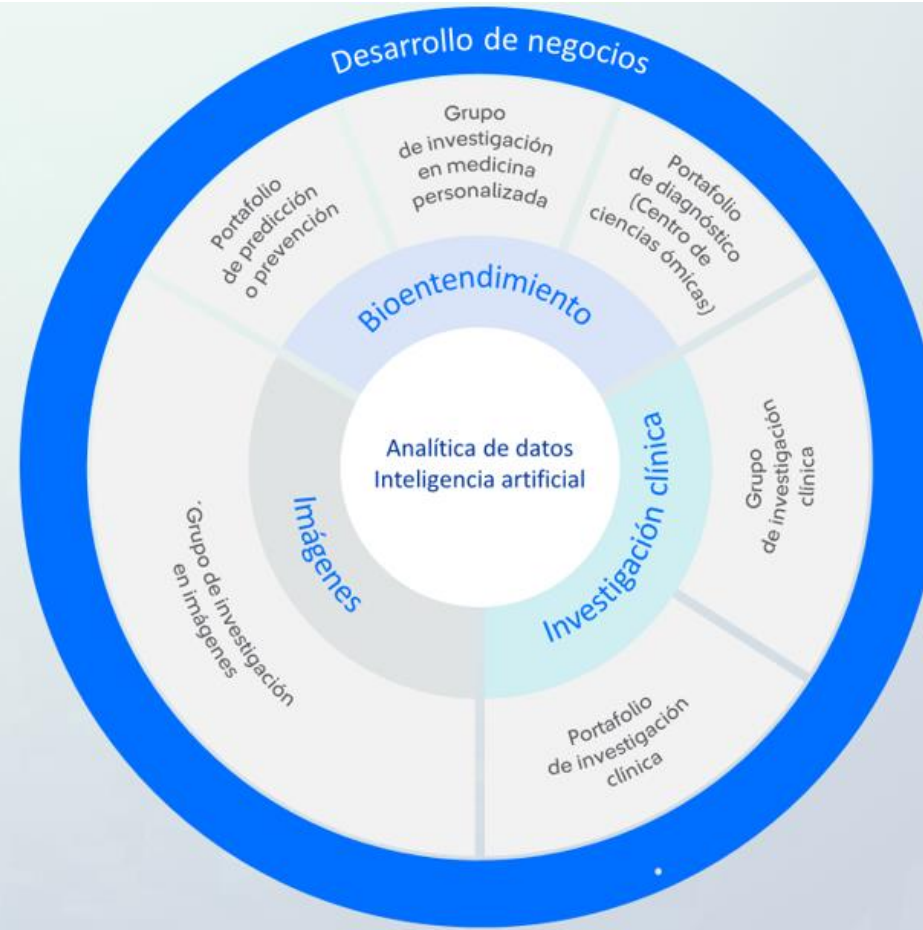 Desarrollo de negocios
Grupo
de investigación
en medicina
personalizada
Portafolio
de predicción
o prevención
Portafolio
de diagnóstico
(Centro de
ciencias ómicas)
Bioentendimiento
Analítica de datos
Inteligencia artificial
Imágenes
Investigación clínica
Grupo
de investigación
clínica
´Grupo de investigación
en imágenes
Portafolio
de investigación
clínica